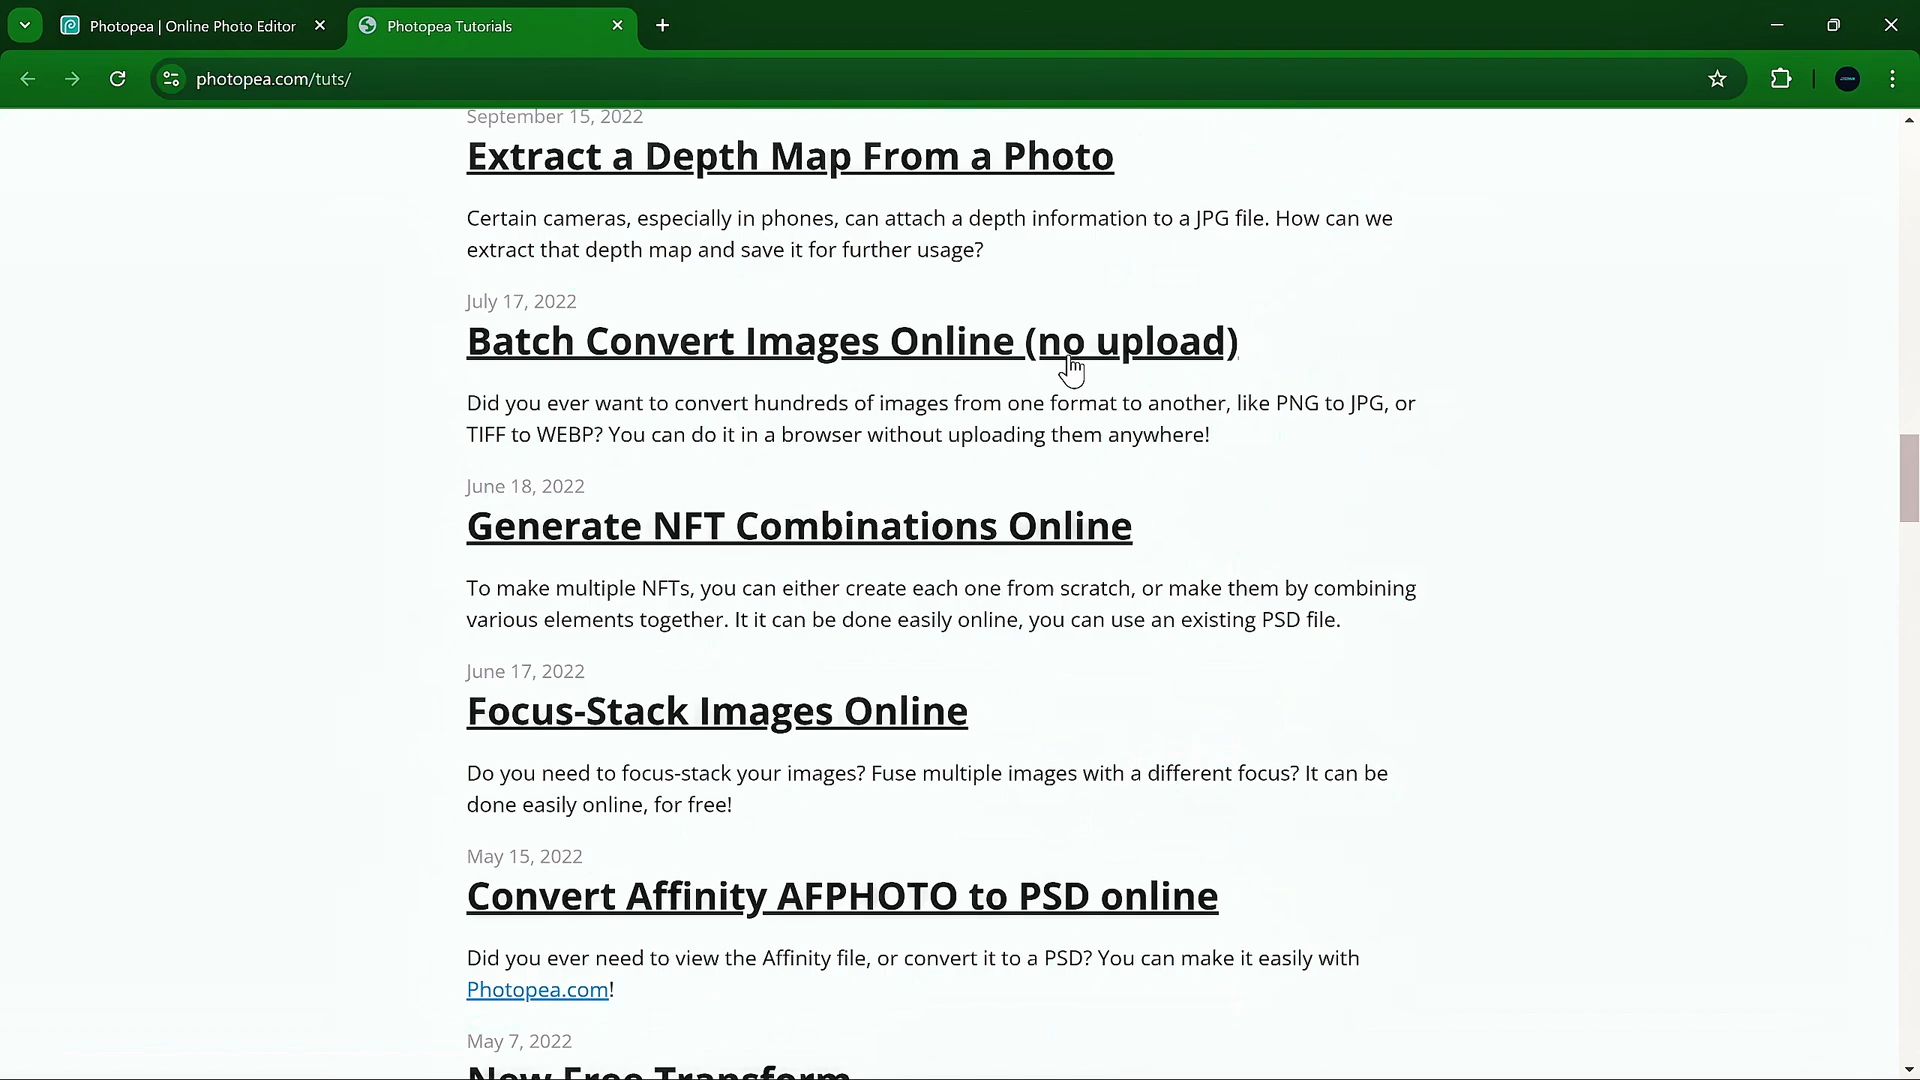 Photopea | Online Photo Editor
Photopea Tutorials
photopea.com/tuts/
September 15, 2022
Extract a Depth Map From a Photo
Certain cameras, especially in phones, can attach a depth information to a JPG file. How can we
extract that depth map and save it for further usage?
July 17, 2022
Batch Convert Images Online (no upload)
Did you ever want to convert hundreds of images from one format to another, like PNG to JPG, or
TIFF to WEBP? You can do it in a browser without uploading them anywhere!
June 18, 2022
Generate NFT Combinations Online
To make multiple NFTs, you can either create each one from scratch, or make them by combining
various elements together. It it can be done easily online, you can use an existing PSD file.
June 17, 2022
Focus-Stack Images Online
Do you need to focus-stack your images? Fuse multiple images with a different focus? It can be
done easily online, for free!
May 15, 2022
Convert Affinity AFPHOTO to PSD online
Did you ever need to view the Affinity file, or convert it to a PSD? You can make it easily with
Photopea.com!
May 7, 2022
New Free Transform